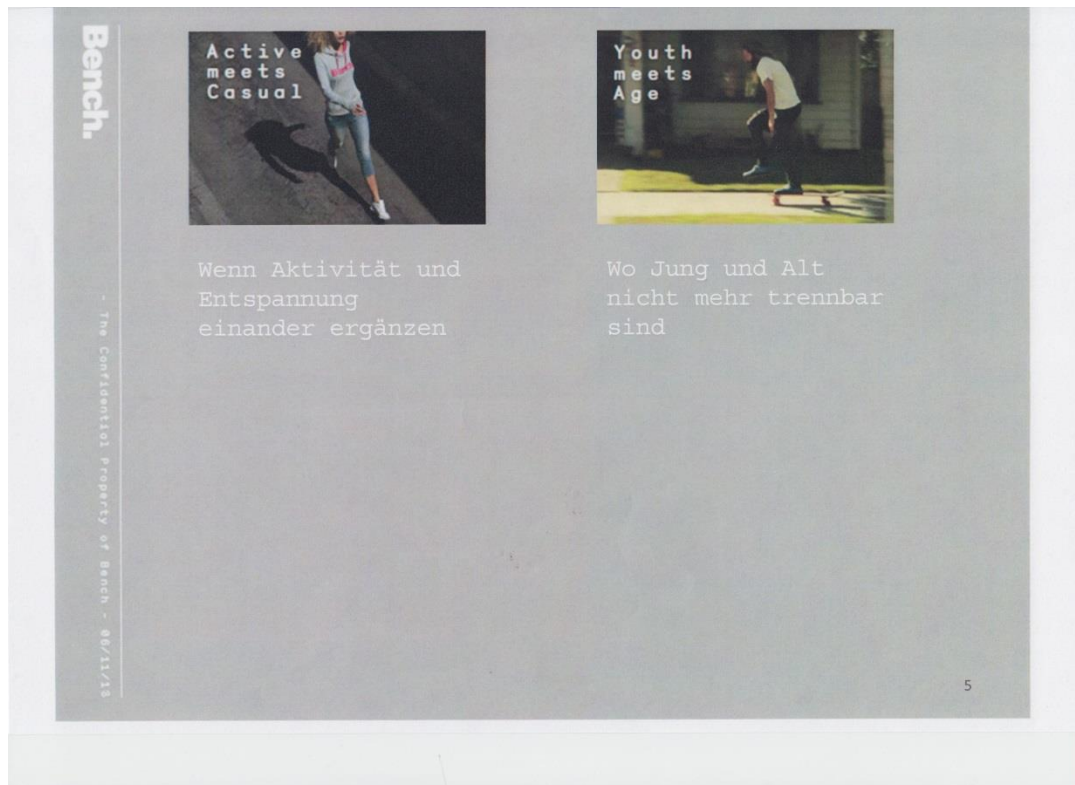 Bench.
- The Confidential Property of Bench - 06/11/13
Active
meets
Casual
Wenn Aktivität und
Entspannung
einander ergänzen
Youth
meets
Age
Wo Jung und Alt
nicht mehr trennbar
sind
5